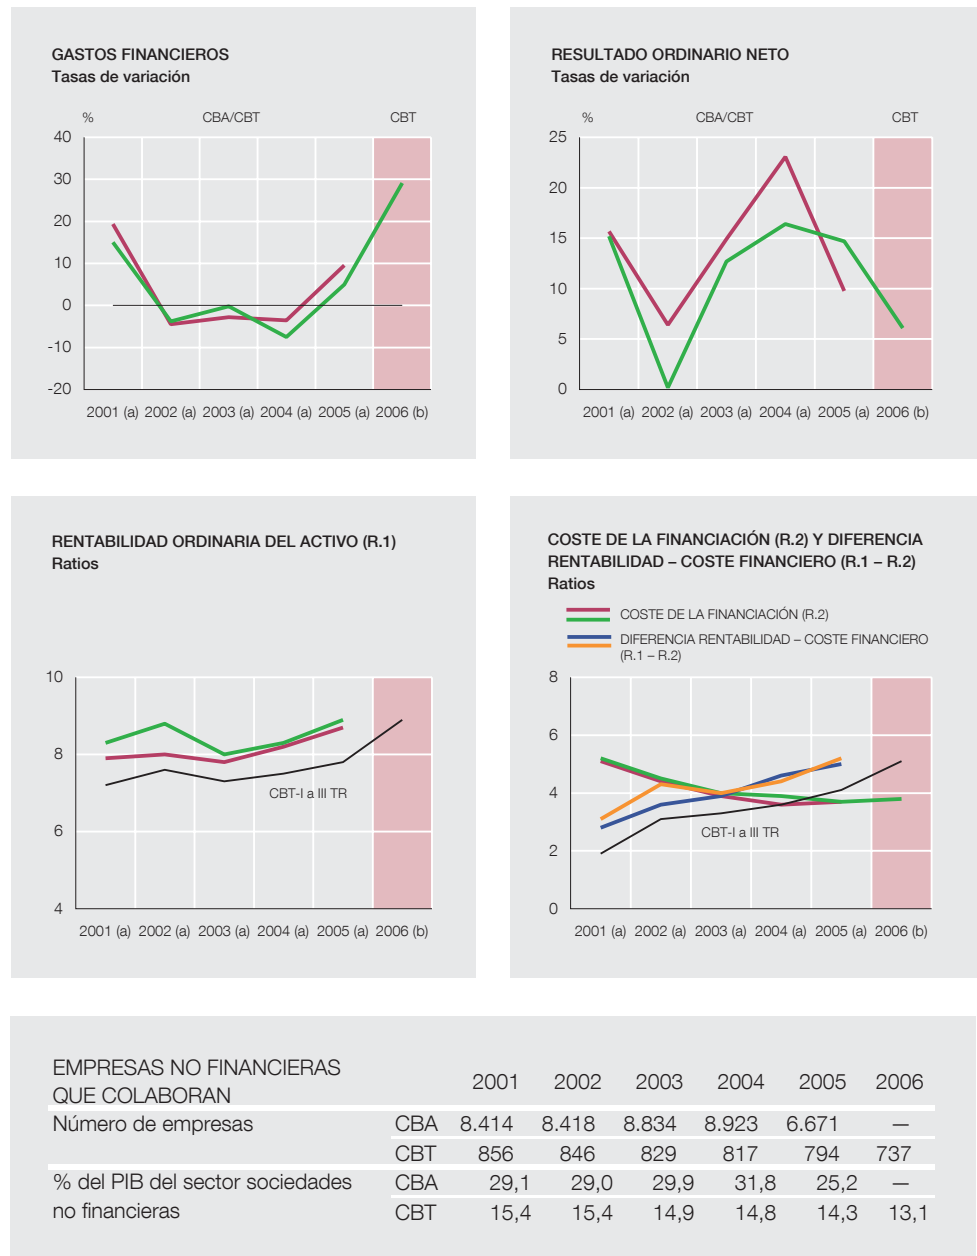 GASTOS FINANCIEROS
Tasas de variación
% CBA/CBT CBT
40
30
20
10
0
-10
-20
2001 (a) 2002 (a) 2003 (a) 2004 (a) 2005 (a) 2006 (b)
RESULTADO ORDINARIO NETO
Tasas de variación
% CBA/CBT CBT
25
20
15
10
5
0
2001 (a) 2002 (a) 2003 (a) 2004 (a) 2005 (a) 2006 (b)
RENTABILIDAD ORDINARIA DEL ACTIVO (R.1)
Ratios
10
8
6
4
CBT-I a III TR
2001 (a) 2002 (a) 2003 (a) 2004 (a) 2005 (a) 2006 (b)
COSTE DE LA FINANCIACIÓN (R.2) Y DIFERENCIA
RENTABILIDAD – COSTE FINANCIERO (R.1 – R.2)
Ratios
COSTE DE LA FINANCIACIÓN (R.2)
DIFERENCIA RENTABILIDAD – COSTE FINANCIERO
(R.1 – R.2)
8
6
4
2
0
CBT-I a III TR
2001 (a) 2002 (a) 2003 (a) 2004 (a) 2005 (a) 2006 (b)
EMPRESAS NO FINANCIERAS
QUE COLABORAN
2001 2002 2003 2004 2005 2006
Número de empresas CBA 8.414 8.418 8.834 8.923 6.671 —
CBT 856 846 829 817 794 737
% del PIB del sector sociedades CBA 29,1 29,0 29,9 31,8 25,2 —
no financieras CBT 15,4 15,4 14,9 14,8 14,3 13,1